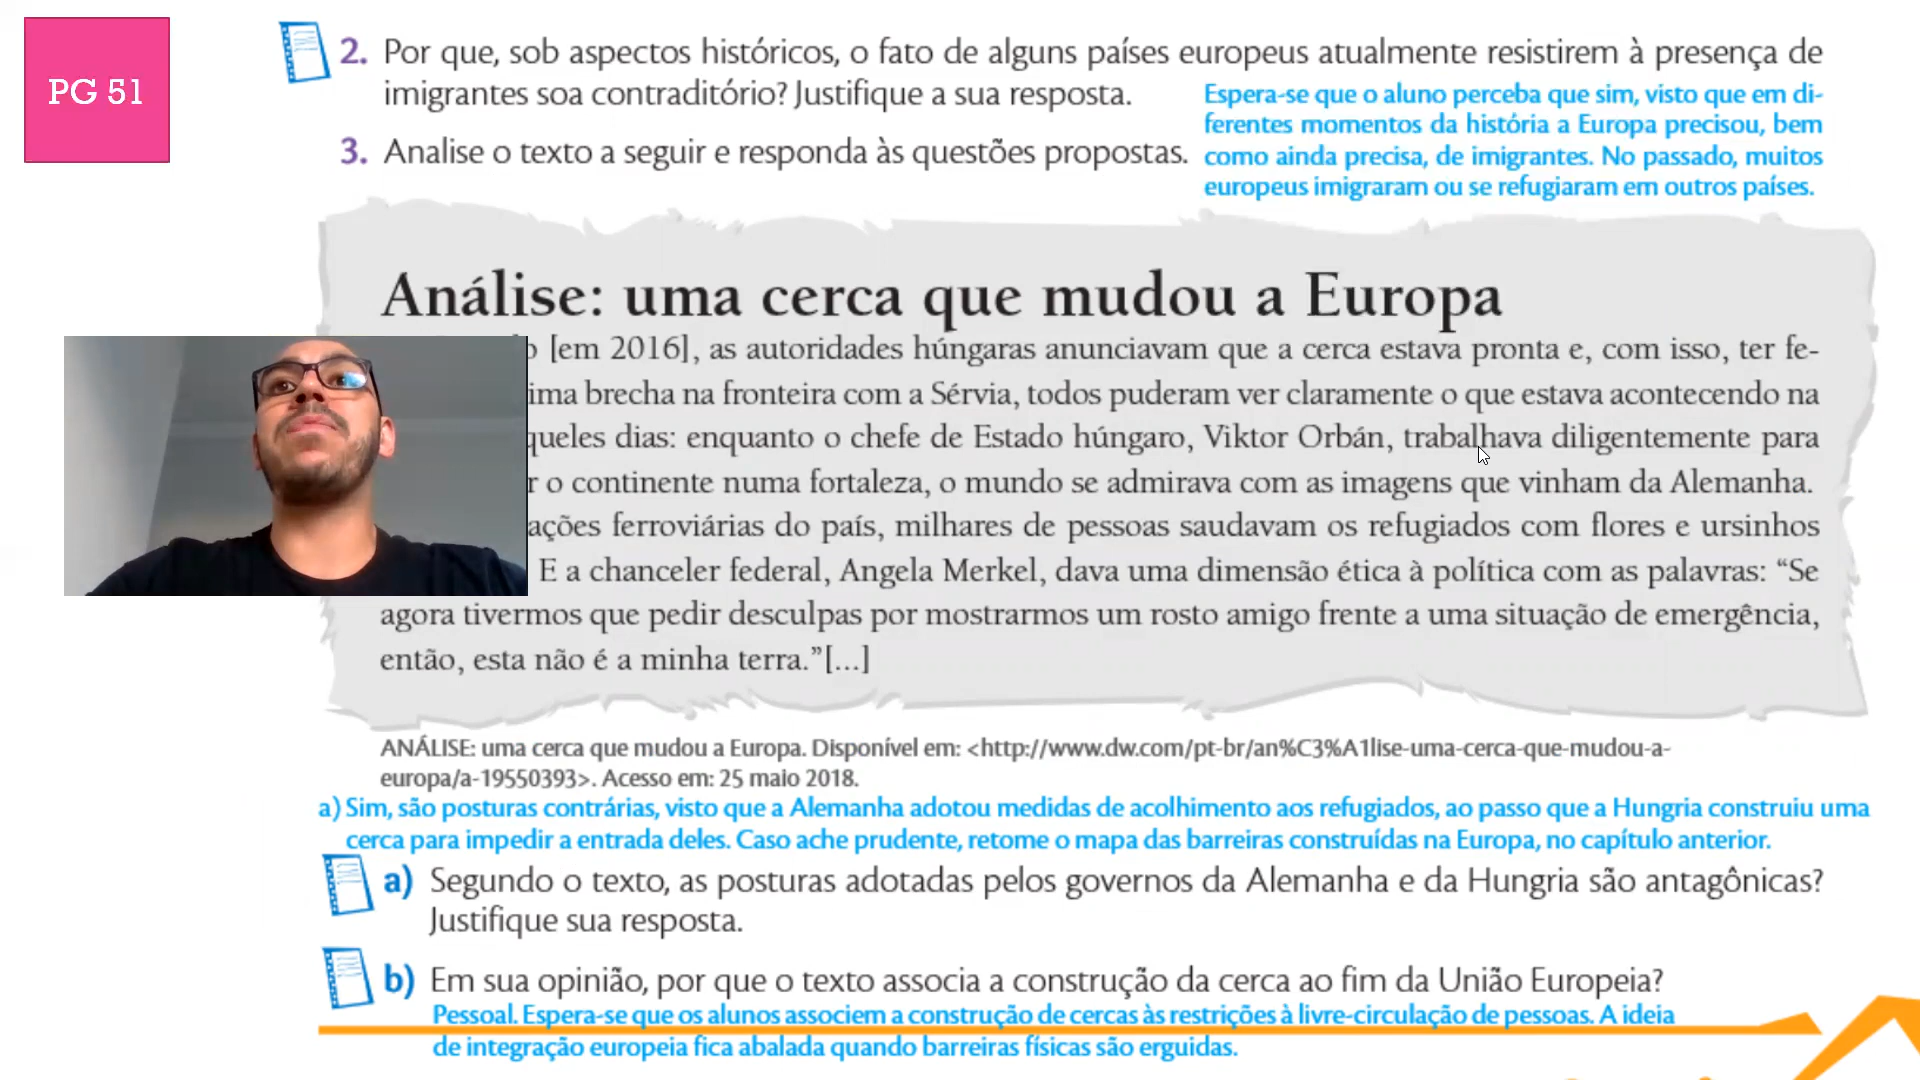 PG 51
2. Por que, sob aspectos históricos, o fato de alguns países europeus atualmente resistirem à presença de
imigrantes soa contraditório? Justifique a sua resposta.
Espera-se que o aluno perceba que sim, visto que em di-
ferentes momentos da história a Europa precisou, bem
como ainda precisa, de imigrantes. No passado, muitos
europeus imigraram ou se refugiaram em outros países.
3. Analise o texto a seguir e responda às questões propostas.
Análise: uma cerca que mudou a Europa
[em 2016], as autoridades húngaras anunciavam que a cerca estava pronta e, com isso, ter fe-
ima brecha na fronteira com a Sérvia, todos puderam ver claramente o que estava acontecendo na
queles dias: enquanto o chefe de Estado húngaro, Viktor Orbán, trabalhava diligentemente para
r o continente numa fortaleza, o mundo se admirava com as imagens que vinham da Alemanha.
ações ferroviárias do país, milhares de pessoas saudavam os refugiados com flores e ursinhos
E a chanceler federal, Angela Merkel, dava uma dimensão ética à política com as palavras: “Se
agora tivermos que pedir desculpas por mostrarmos um rosto amigo frente a uma situação de emergência,
então, esta não é a minha terra.”[...]
ANÁLISE: uma cerca que mudou a Europa. Disponível em: <http://www.dw.com/pt-br/an%C3%A1lise-uma-cerca-que-mudou-a-
europa/a-19550393>. Acesso em: 25 maio 2018.
a) Sim, são posturas contrárias, visto que a Alemanha adotou medidas de acolhimento aos refugiados, ao passo que a Hungria construiu uma
cerca para impedir a entrada deles. Caso ache prudente, retome o mapa das barreiras construídas na Europa, no capítulo anterior.
a) Segundo o texto, as posturas adotadas pelos governos da Alemanha e da Hungria são antagônicas?
Justifique sua resposta.
b) Em sua opinião, por que o texto associa a construção da cerca ao fim da União Europeia?
Pessoal. Espera-se que os alunos associem a construção de cercas às restrições à livre-circulação de pessoas. A ideia
de integração europeia fica abalada quando barreiras físicas são erguidas.